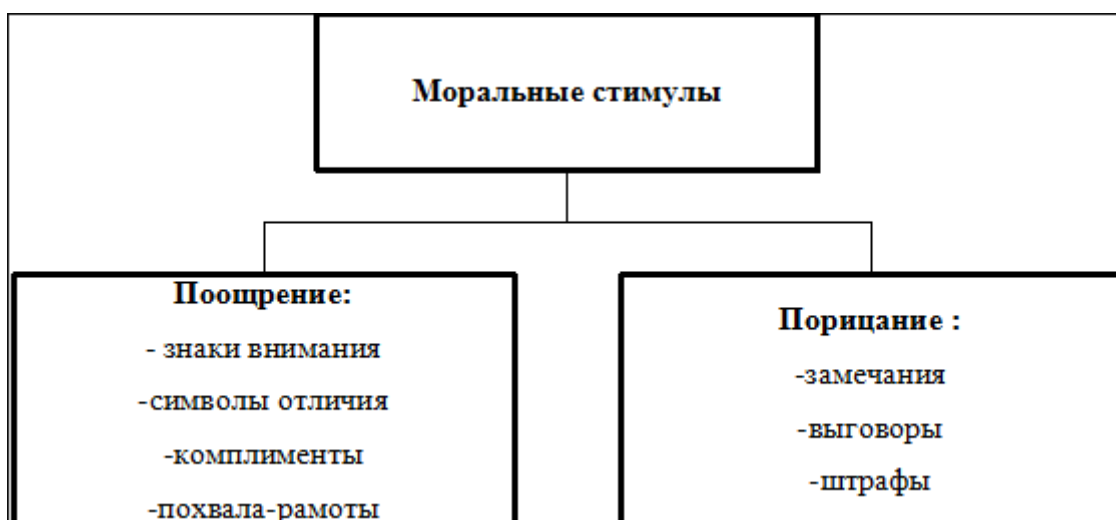 Моральные стимулы
Поощрение:
- знаки внимания
-символы отличия
-комплименты
-похвала-рамоты
Порицание :
-замечания
-выговоры
-штрафы